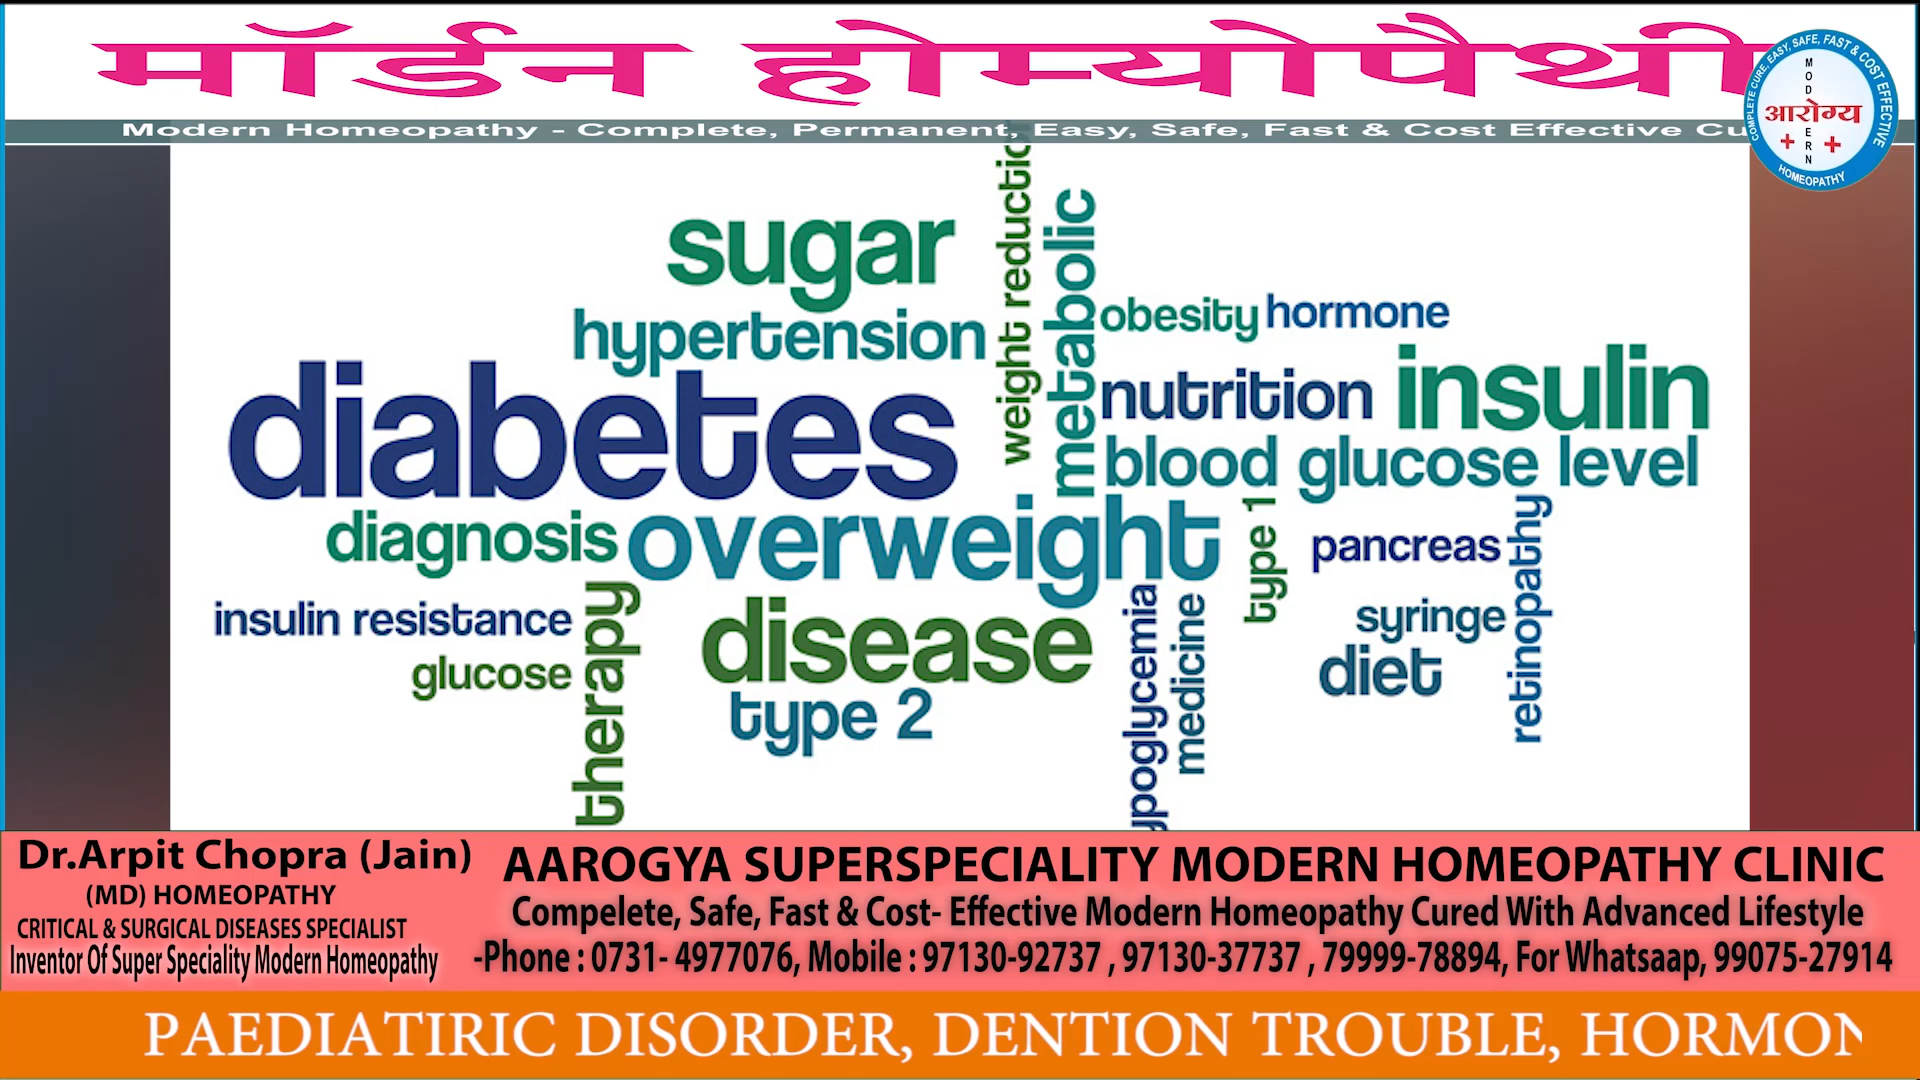 मॉर्डन होम्योपैथी
Modern Homeopathy - Complete, Permanent, Easy, Safe, Fast & Cost Effective Cu
COMPLETE CURE, EASY, SAFE, FAST & COST EFFECTIVE
MODERN
आरोग्य
HOMEOPATHY
sugar
weight reduction
metabolic
hypertension
obesity
hormone
diabetes
nutrition
insulin
blood glucose level
diagnosis
overweight
type 1
pancreas
retinopathy
insulin resistance
therapy
disease
ypoglycemia
medicine
syringe
glucose
diet
type 2
Dr.Arpit Chopra (Jain)
(MD) HOMEOPATHY
CRITICAL & SURGICAL DISEASES SPECIALIST
Inventor Of Super Speciality Modern Homeopathy
AAROGYA SUPERSPECIALITY MODERN HOMEOPATHY CLINIC
Compelete, Safe, Fast & Cost- Effective Modern Homeopathy Cured With Advanced Lifestyle
-Phone : 0731- 4977076, Mobile : 97130-92737 , 97130-37737 , 79999-78894, For Whatsaap, 99075-27914
PAEDIATIRIC DISORDER, DENTION TROUBLE, HORMON